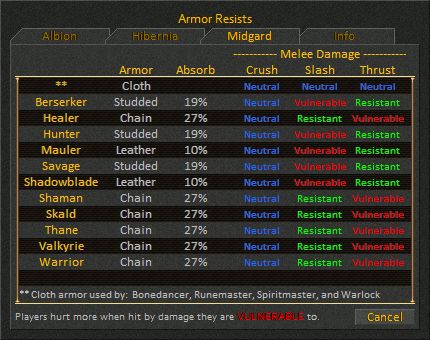 Armor Resists
Albion Hibernia Midgard Info
----------- Melee Damage -----------
Armor Absorb Crush Slash Thrust
** Cloth Neutral Neutral Neutral
Berserker Studded 19% Neutral Vulnerable Resistant
Healer Chain 27% Neutral Resistant Vulnerable
Hunter Studded 19% Neutral Vulnerable Resistant
Mauler Leather 10% Neutral Vulnerable Resistant
Savage Studded 19% Neutral Vulnerable Resistant
Shadowblade Leather 10% Neutral Vulnerable Resistant
Shaman Chain 27% Neutral Resistant Vulnerable
Skald Chain 27% Neutral Resistant Vulnerable
Thane Chain 27% Neutral Resistant Vulnerable
Valkyrie Chain 27% Neutral Resistant Vulnerable
Warrior Chain 27% Neutral Resistant Vulnerable
** Cloth armor used by: Bonedancer, Runemaster, Spiritmaster, and Warlock
Players hurt more when hit by damage they are VULNERABLE to. Cancel